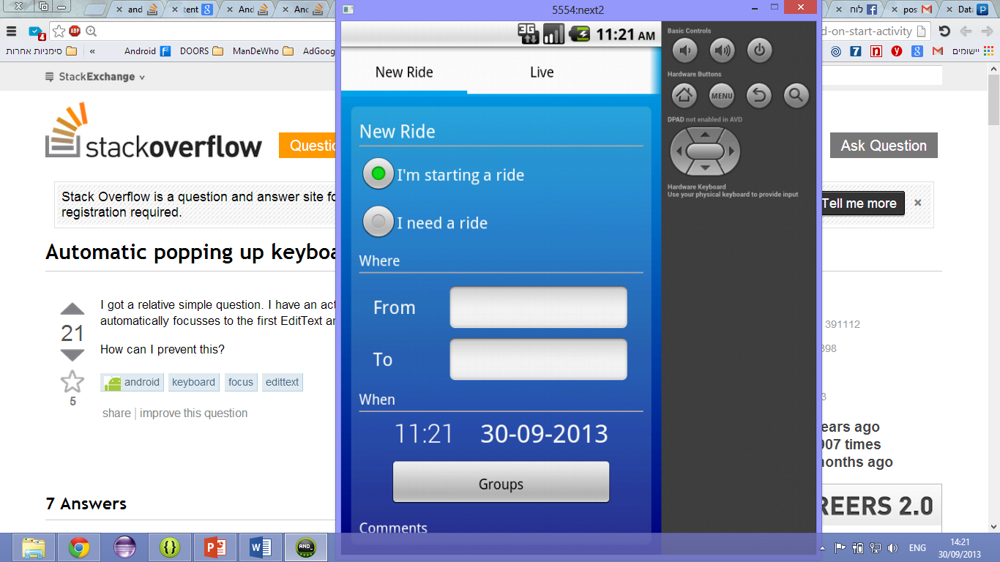 and
tent
And
And
5554:next2
לוח
pos
Data
4
ABP
d-on-start-activity
סימניות אחרות
«
Android
DOORS
ManDeWho
AdGoog
יישומים
StackExchange
stackoverflow
Questio
Ask Question
Stack Overflow is a question and answer site fo
registration required.
Tell me more
×
Automatic popping up keyboa
21
I got a relative simple question. I have an act
automatically focusses to the first EditText an
How can I prevent this?
android
keyboard
focus
edittext
5
share | improve this question
7 Answers
3G
11:21 AM
New Ride
Live
New Ride
I'm starting a ride
I need a ride
Where
From
To
When
11:21
30-09-2013
Groups
Comments
Basic Controls
Hardware Buttons
MENU
DPAD not enabled in AVD
Hardware Keyboard
Use your physical keyboard to provide input
391112
398
3
ears ago
907 times
nonths ago
REERS 2.0
AND_
ENG
14:21
30/09/2013